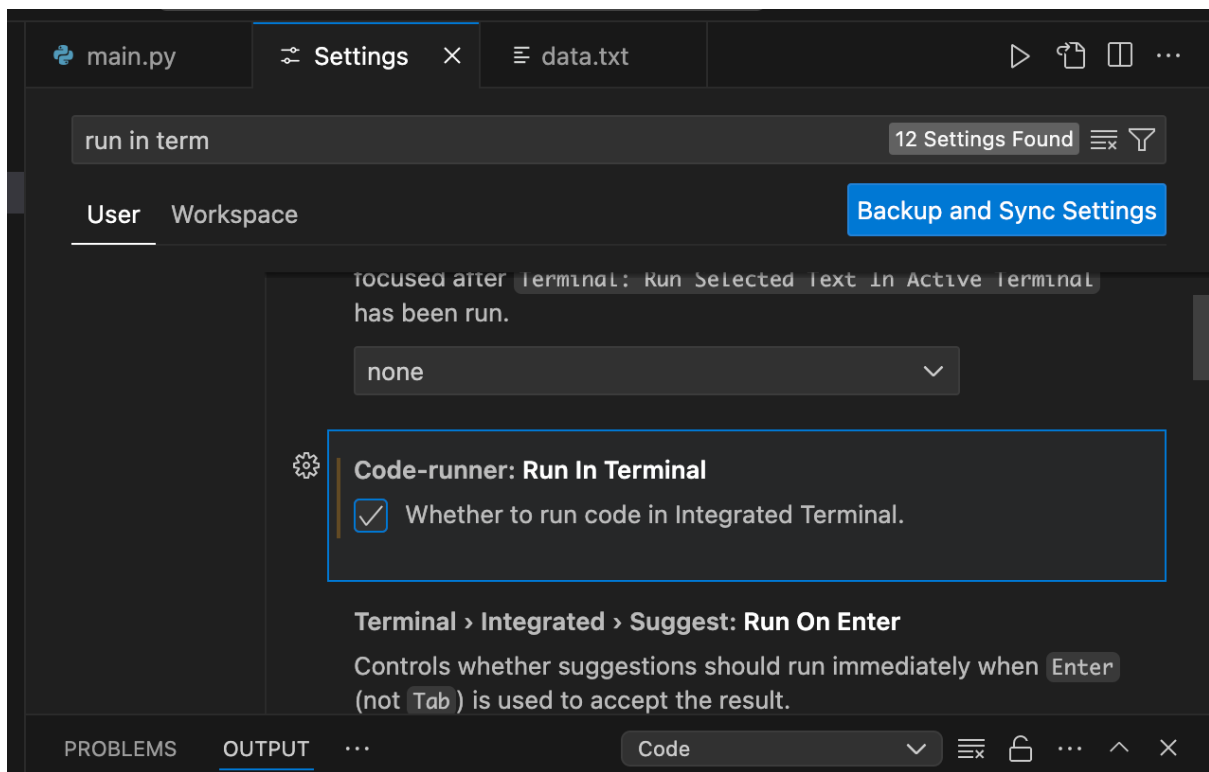 main.py
Settings
data.txt
run in term
12 Settings Found
User
Workspace
Backup and Sync Settings
focused after Terminal: Run Selected Text In Active Terminal
has been run.
none
Code-runner: Run In Terminal
Whether to run code in Integrated Terminal.
Terminal › Integrated › Suggest: Run On Enter
Controls whether suggestions should run immediately when Enter
(not Tab) is used to accept the result.
PROBLEMS
OUTPUT
Code